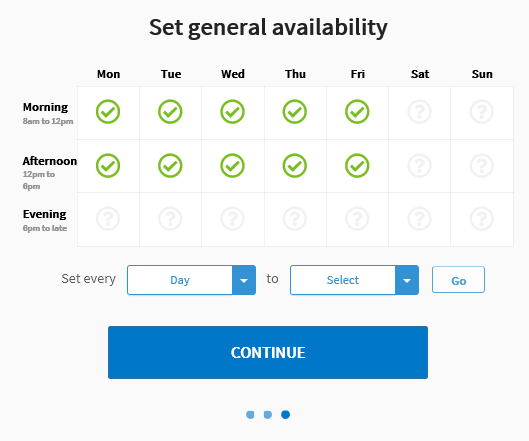 Set general availability
Mon Tue Wed Thu Fri Sat Sun
Morning
8am to 12pm
Afternoon
12pm to
6pm
Evening
6pm to late
Set every Day to Select Go
CONTINUE